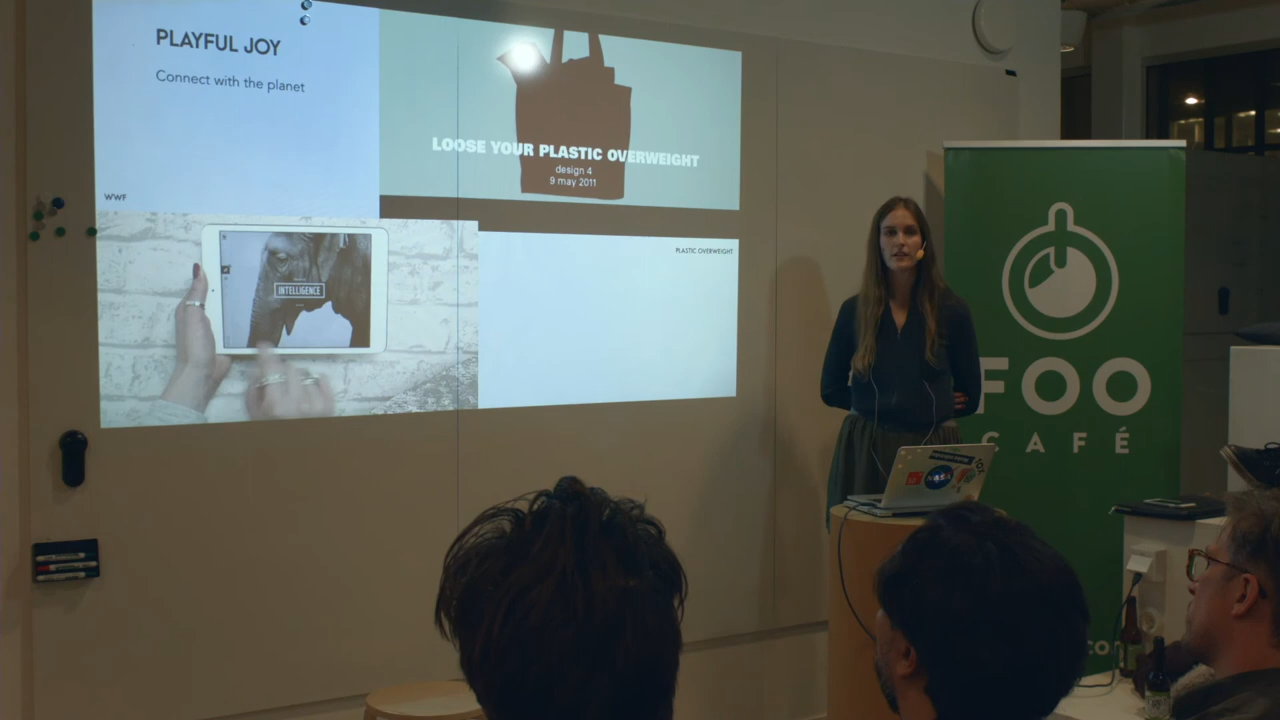 PLAYFUL JOY
Connect with the planet
WWF
LOOSE YOUR PLASTIC OVERWEIGHT
design 4
9 may 2011
PLASTIC OVERWEIGHT
INTELLIGENCE
FOO
CAFÉ
NASA